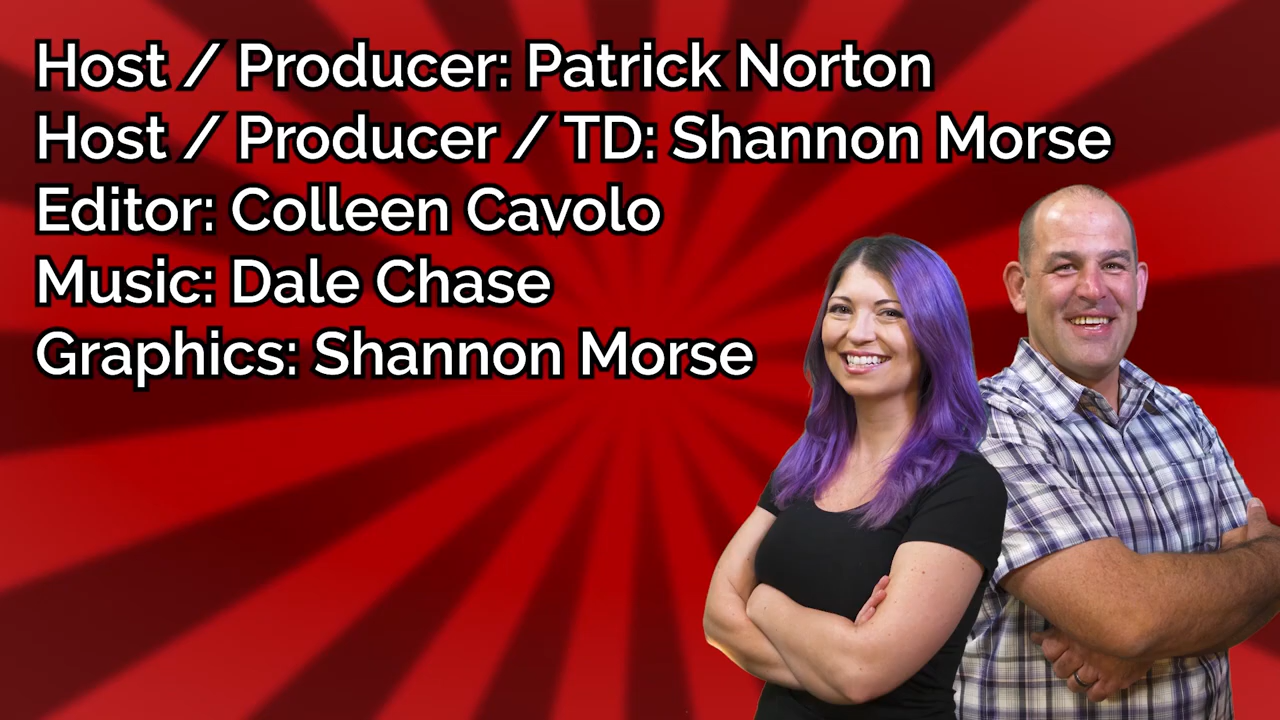 Host / Producer: Patrick Norton
Host / Producer / TD: Shannon Morse
Editor: Colleen Cavolo
Music: Dale Chase
Graphics: Shannon Morse